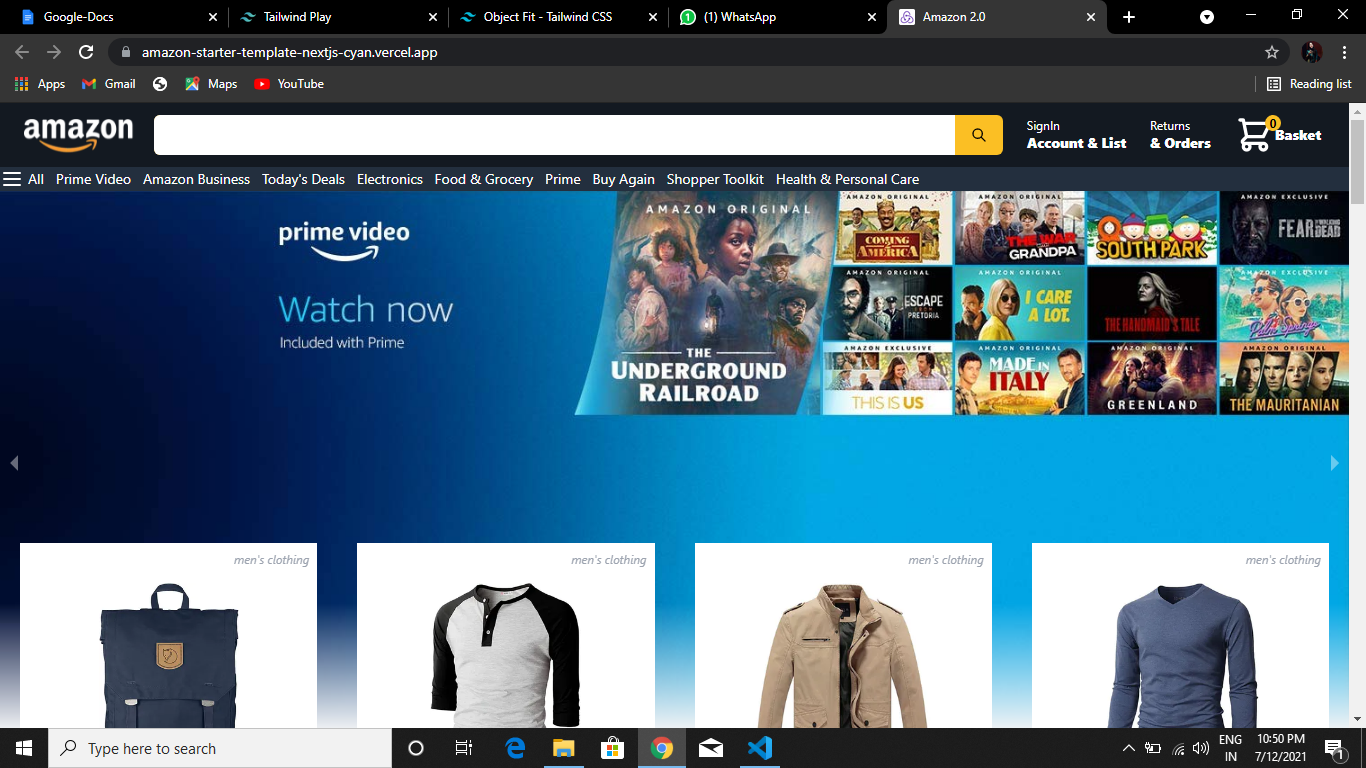 Google-Docs
Tailwind Play
Object Fit - Tailwind CSS
(1) WhatsApp
Amazon 2.0
amazon-starter-template-nextjs-cyan.vercel.app
Apps
Gmail
Maps
YouTube
Reading list
amazon
SignIn
Account & List
Returns
& Orders
0
Basket
All
Prime Video
Amazon Business
Today's Deals
Electronics
Food & Grocery
Prime
Buy Again
Shopper Toolkit
Health & Personal Care
prime video
Watch now
Included with Prime
AMAZON ORIGINAL
THE
UNDERGROUND
RAILROAD
AMAZON ORIGINAL
COMING
AMERICA
AMAZON ORIGINAL
THE WAR
GRANDPA
SOUTH PARK
AMAZON EXCLUSIVE
FEAR THE WALKING
DEAD
AMAZON ORIGINAL
ESCAPE
FROM
PRETORIA
AMAZON ORIGINAL
I CARE
A LOT.
THE HANDMAID'S TALE
AMAZON EXCLUSIVE
Palm Springs
AMAZON EXCLUSIVE
THIS IS US
AMAZON ORIGINAL
MADE IN
ITALY
AMAZON ORIGINAL
GREENLAND
AMAZON ORIGINAL
THE MAURITANIAN
men's clothing
men's clothing
men's clothing
men's clothing
Type here to search
ENG
IN
10:50 PM
7/12/2021
1